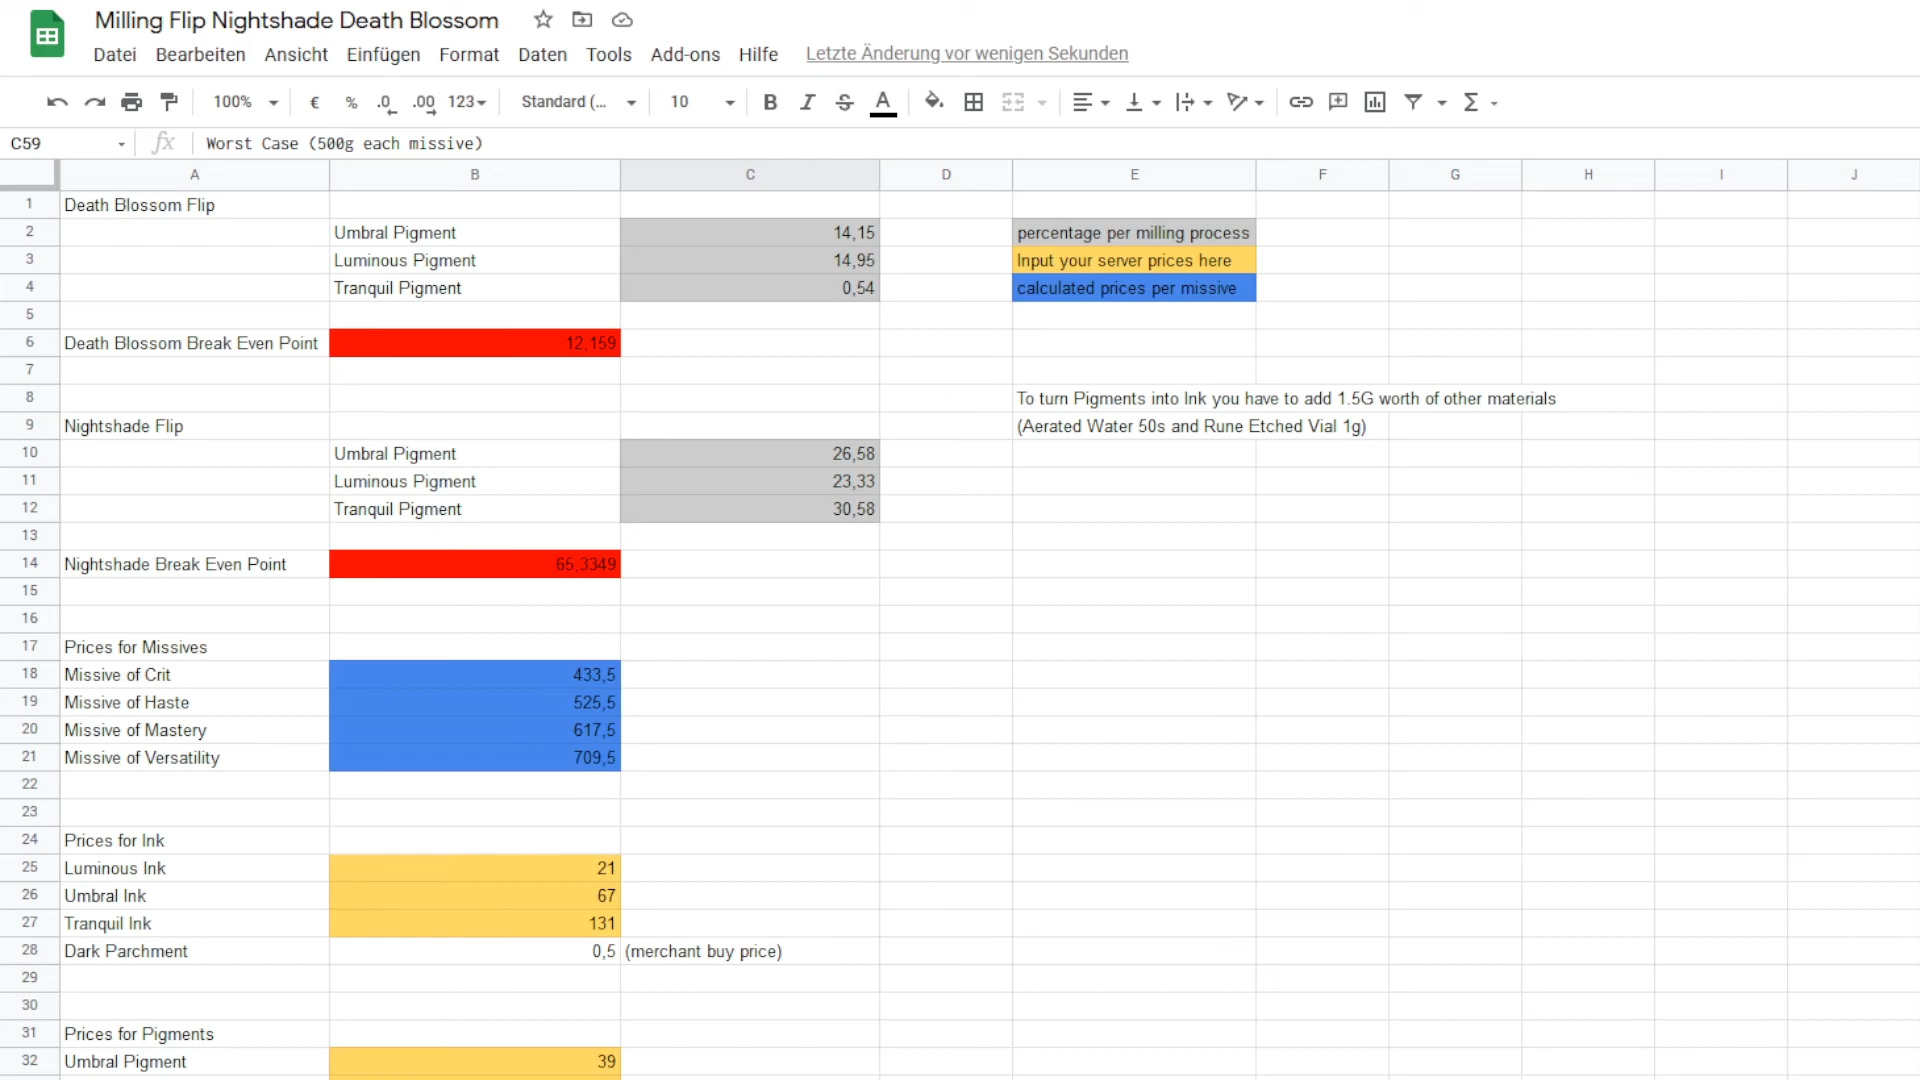 Milling Flip Nightshade Death Blossom
Datei Bearbeiten Ansicht Einfügen Format Daten Tools Add-ons Hilfe Letzte Änderung vor wenigen Sekunden
100% € % .0 .00 123 Standard (... 10 B I S A Σ
C59 fx Worst Case (500g each missive)
A B C D E F G H I J
1 Death Blossom Flip
2 Umbral Pigment 14,15 percentage per milling process
3 Luminous Pigment 14,95 Input your server prices here
4 Tranquil Pigment 0,54 calculated prices per missive
5
6 Death Blossom Break Even Point 12,159
7
8 To turn Pigments into Ink you have to add 1.5G worth of other materials
9 Nightshade Flip (Aerated Water 50s and Rune Etched Vial 1g)
10 Umbral Pigment 26,58
11 Luminous Pigment 23,33
12 Tranquil Pigment 30,58
13
14 Nightshade Break Even Point 65,3349
15
16
17 Prices for Missives
18 Missive of Crit 433,5
19 Missive of Haste 525,5
20 Missive of Mastery 617,5
21 Missive of Versatility 709,5
22
23
24 Prices for Ink
25 Luminous Ink 21
26 Umbral Ink 67
27 Tranquil Ink 131
28 Dark Parchment 0,5 (merchant buy price)
29
30
31 Prices for Pigments
32 Umbral Pigment 39